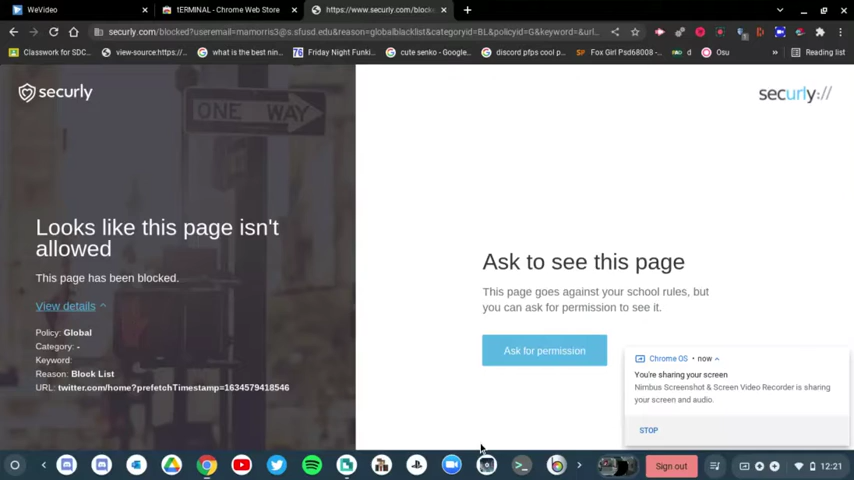 WeVideo
tERMINAL - Chrome Web Store
https://www.securly.com/blocke
securly.com/blocked?useremail=mamorris3@s.sfusd.edu&reason=globalblacklist&categoryid=BL&policyid=G&keyword=&url...
Classwork for SDC...
view-source:https:/...
what is the best nin...
76 Friday Night Funki...
cute senko - Google...
discord pfps cool p...
SF Fox Girl Psd68008 -...
d
Osu
»
Reading list
securly
ONE WAY
securly://
Looks like this page isn't
allowed
This page has been blocked.
View details
Policy: Global
Category: -
Keyword:
Reason: Block List
URL: twitter.com/home?prefetchTimestamp=1634579418546
Ask to see this page
This page goes against your school rules, but
you can ask for permission to see it.
Ask for permission
Chrome OS • now
You're sharing your screen
Nimbus Screenshot & Screen Video Recorder is sharing
your screen and audio.
STOP
Sign out
12:21